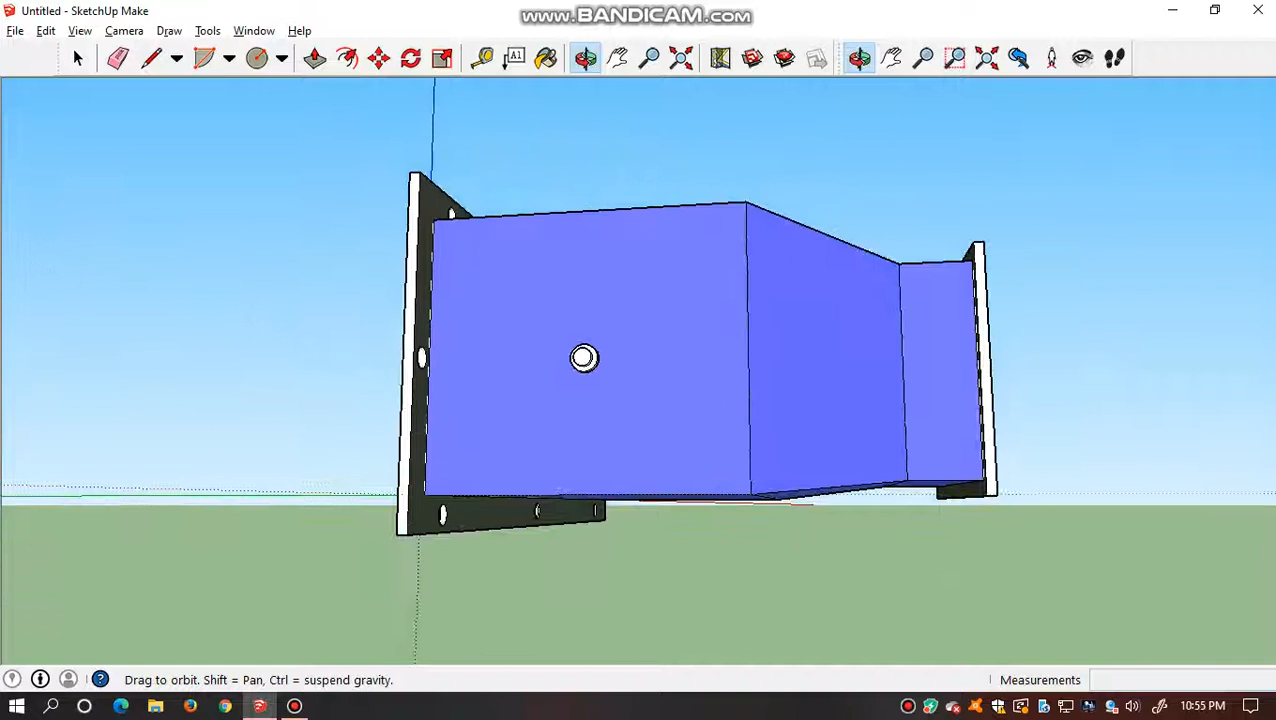 Untitled - SketchUp Make
www.BANDICAM.com
File Edit View Camera Draw Tools Window Help
A1
Drag to orbit. Shift = Pan, Ctrl = suspend gravity.
Measurements
10:55 PM